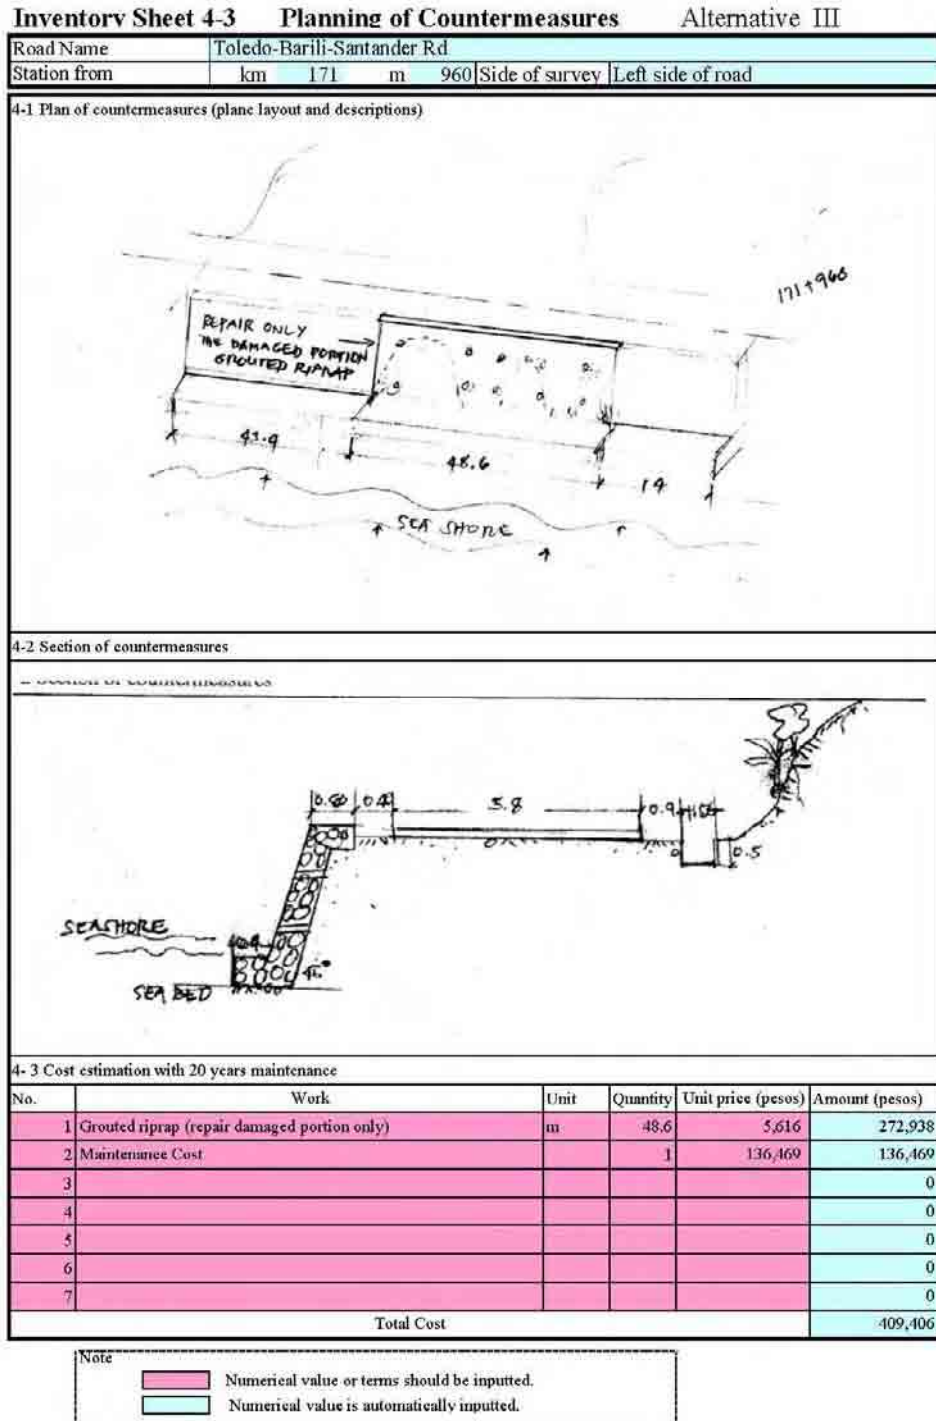 Inventory Sheet 4-3 Planning of Countermeasures Alternative III
Road Name Toledo-Barili-Santander Rd
Station from km 171 m 960 Side of survey Left side of road
4-1 Plan of countermeasures (plane layout and descriptions)
171+960
REPAIR ONLY
THE DAMAGED PORTION
GROUTED RIPRAP
43.9
48.6
14
SEA SHORE
4-2 Section of countermeasures
0.80 0.4 5.8 0.9
0.5
SEASHORE
SEA BED
4- 3 Cost estimation with 20 years maintenance
No. Work Unit Quantity Unit price (pesos) Amount (pesos)
1 Grouted riprap (repair damaged portion only) m 48.6 5,616 272,938
2 Maintenance Cost 1 136,469 136,469
3 0
4 0
5 0
6 0
7 0
Total Cost 409,406
Note
Numerical value or terms should be inputted.
Numerical value is automatically inputted.